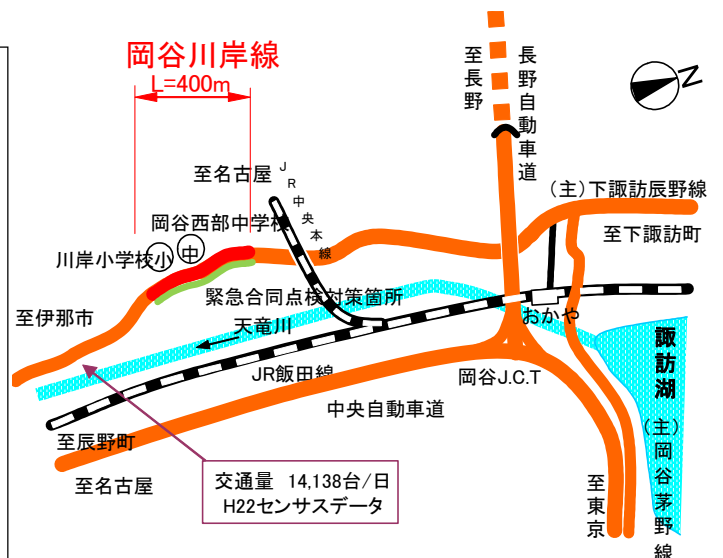 岡谷川岸線
L=400m
至長野
長野自動車道
N
至名古屋
JR中央本線
(主)下諏訪辰野線
岡谷西部中学校
至下諏訪町
川岸小学校
小
中
緊急合同点検対策箇所
至伊那市
天竜川
おかや
諏訪湖
JR飯田線
岡谷J.C.T
中央自動車道
(主)岡谷茅野線
至辰野町
至名古屋
至東京
交通量 14,138台/日
H22センサスデータ